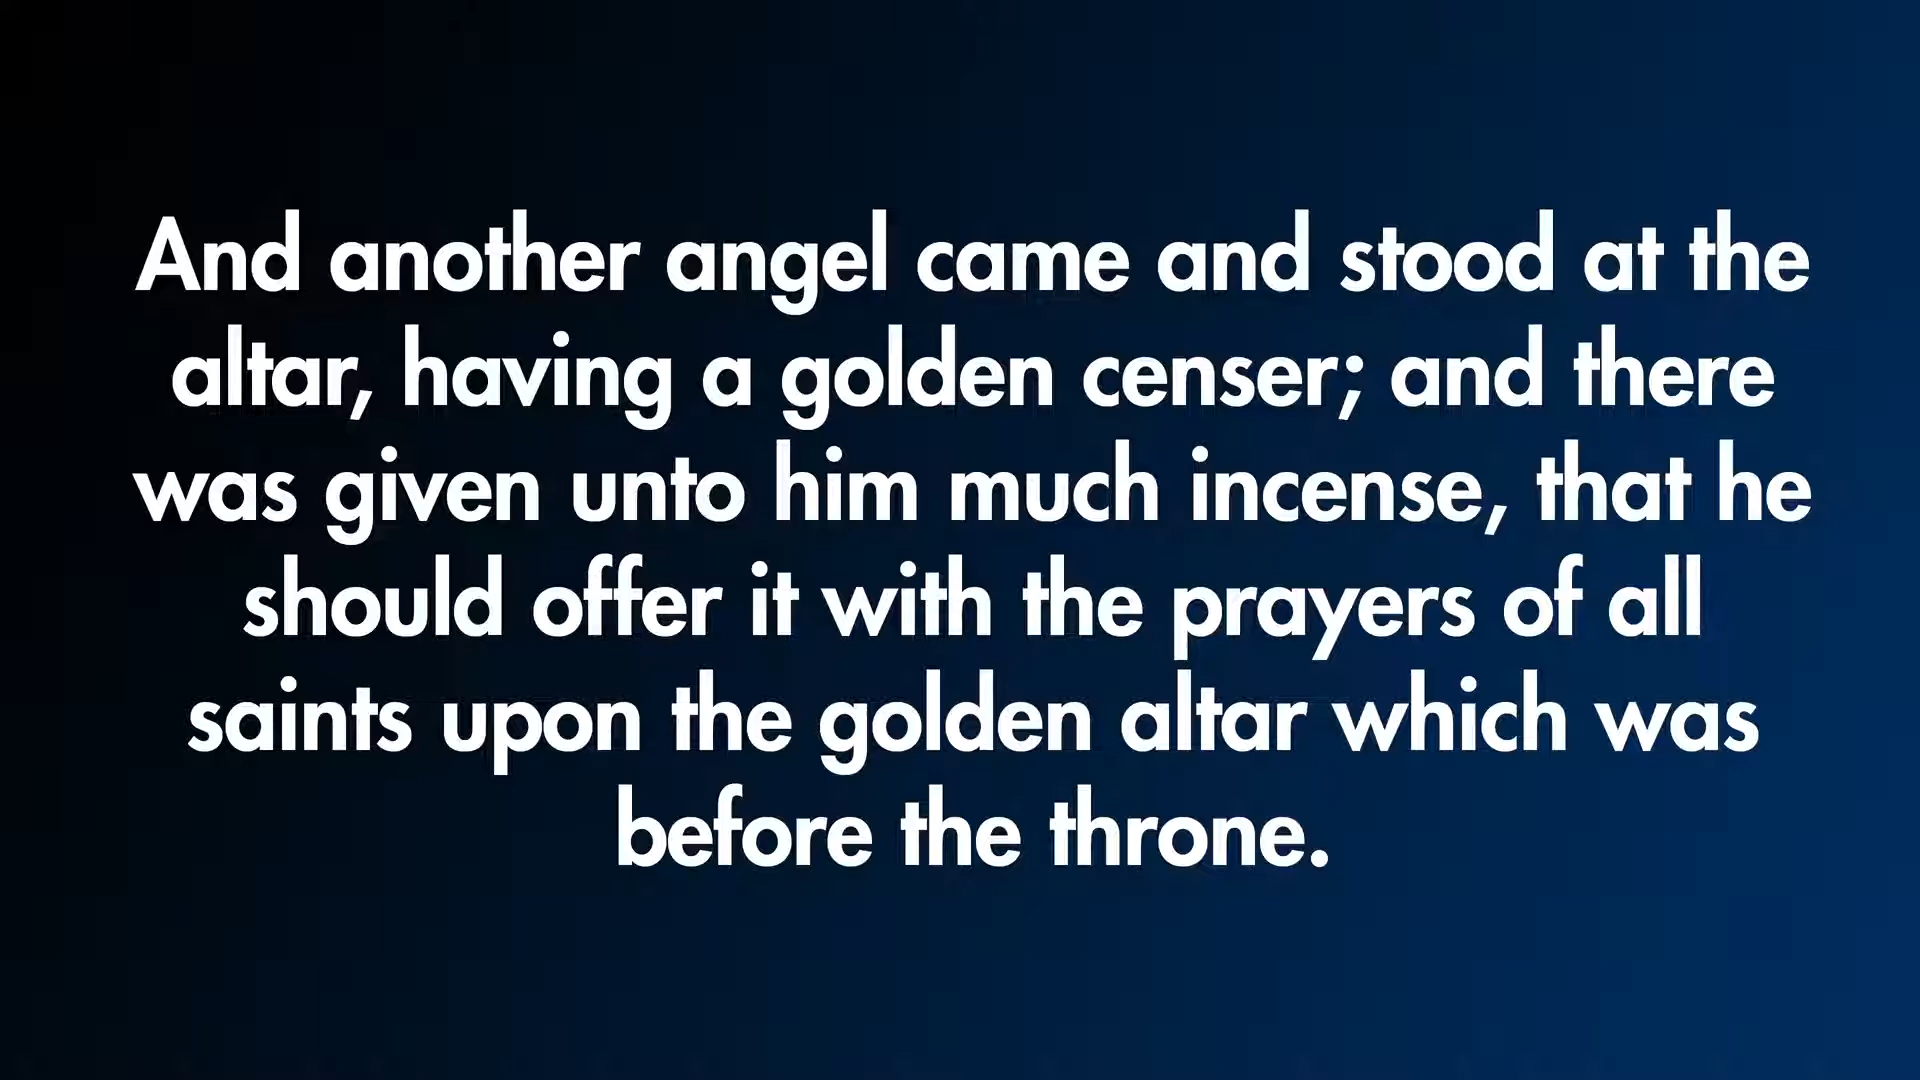 And another angel came and stood at the
altar, having a golden censer; and there
was given unto him much incense, that he
should offer it with the prayers of all
saints upon the golden altar which was
before the throne.